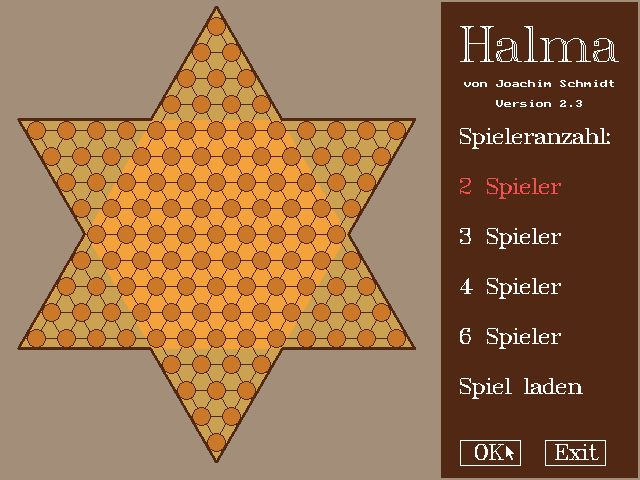 Halma
von Joachim Schmidt
Version 2.3
Spieleranzahl:
2 Spieler
3 Spieler
4 Spieler
6 Spieler
Spiel laden
OK Exit